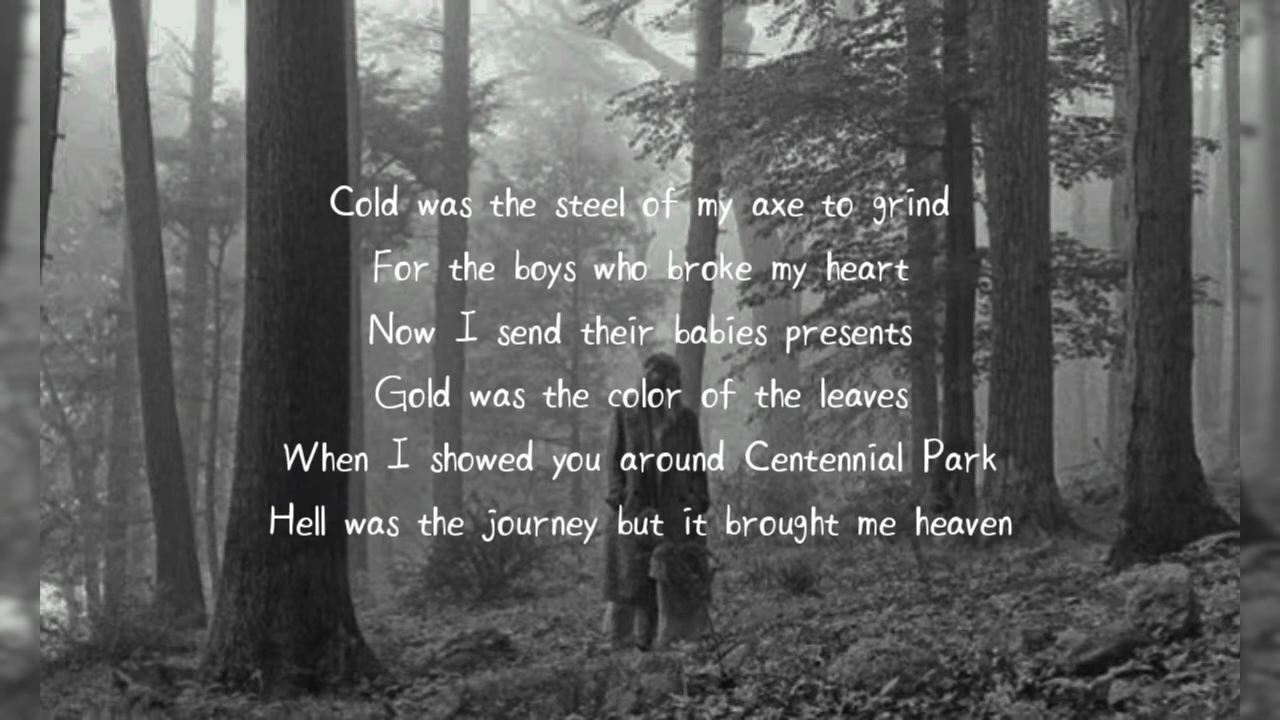 Cold was the steel of my axe to grind
For the boys who broke my heart
Now I send their babies presents
Gold was the color of the leaves
When I showed you around Centennial Park
Hell was the journey but it brought me heaven